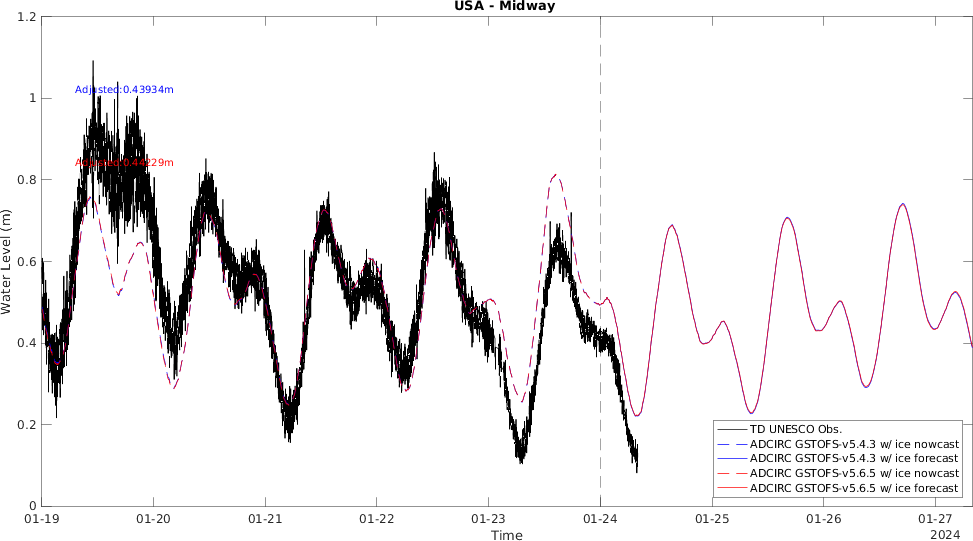 USA - Midway
Adjusted:0.43934m
Adjusted:0.44229m
Water Level (m)
1.2
1
0.8
0.6
0.4
0.2
0
01-19 01-20 01-21 01-22 01-23 01-24 01-25 01-26 01-27
Time
2024
TD UNESCO Obs.
ADCIRC GSTOFS-v5.4.3 w/ ice nowcast
ADCIRC GSTOFS-v5.4.3 w/ ice forecast
ADCIRC GSTOFS-v5.6.5 w/ ice nowcast
ADCIRC GSTOFS-v5.6.5 w/ ice forecast